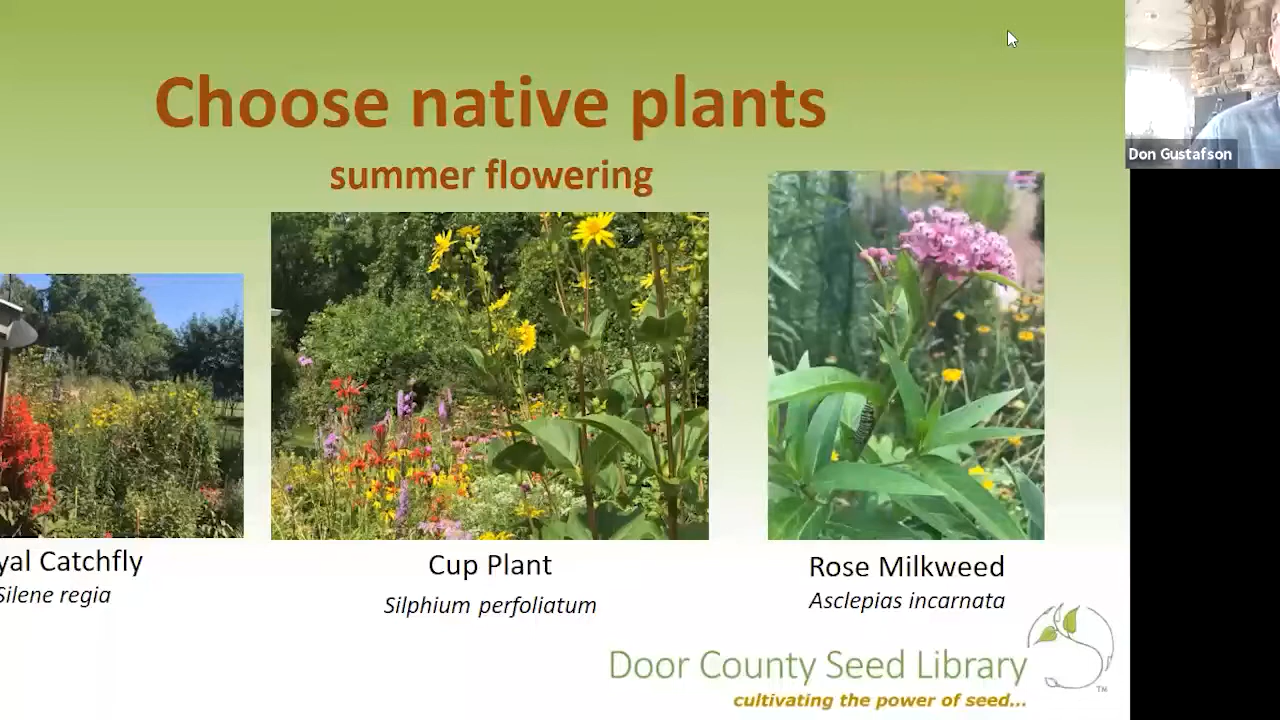 Choose native plants
summer flowering
Don Gustafson
yal Catchfly
Silene regia
Cup Plant
Silphium perfoliatum
Rose Milkweed
Asclepias incarnata
Door County Seed Library
TM
cultivating the power of seed...